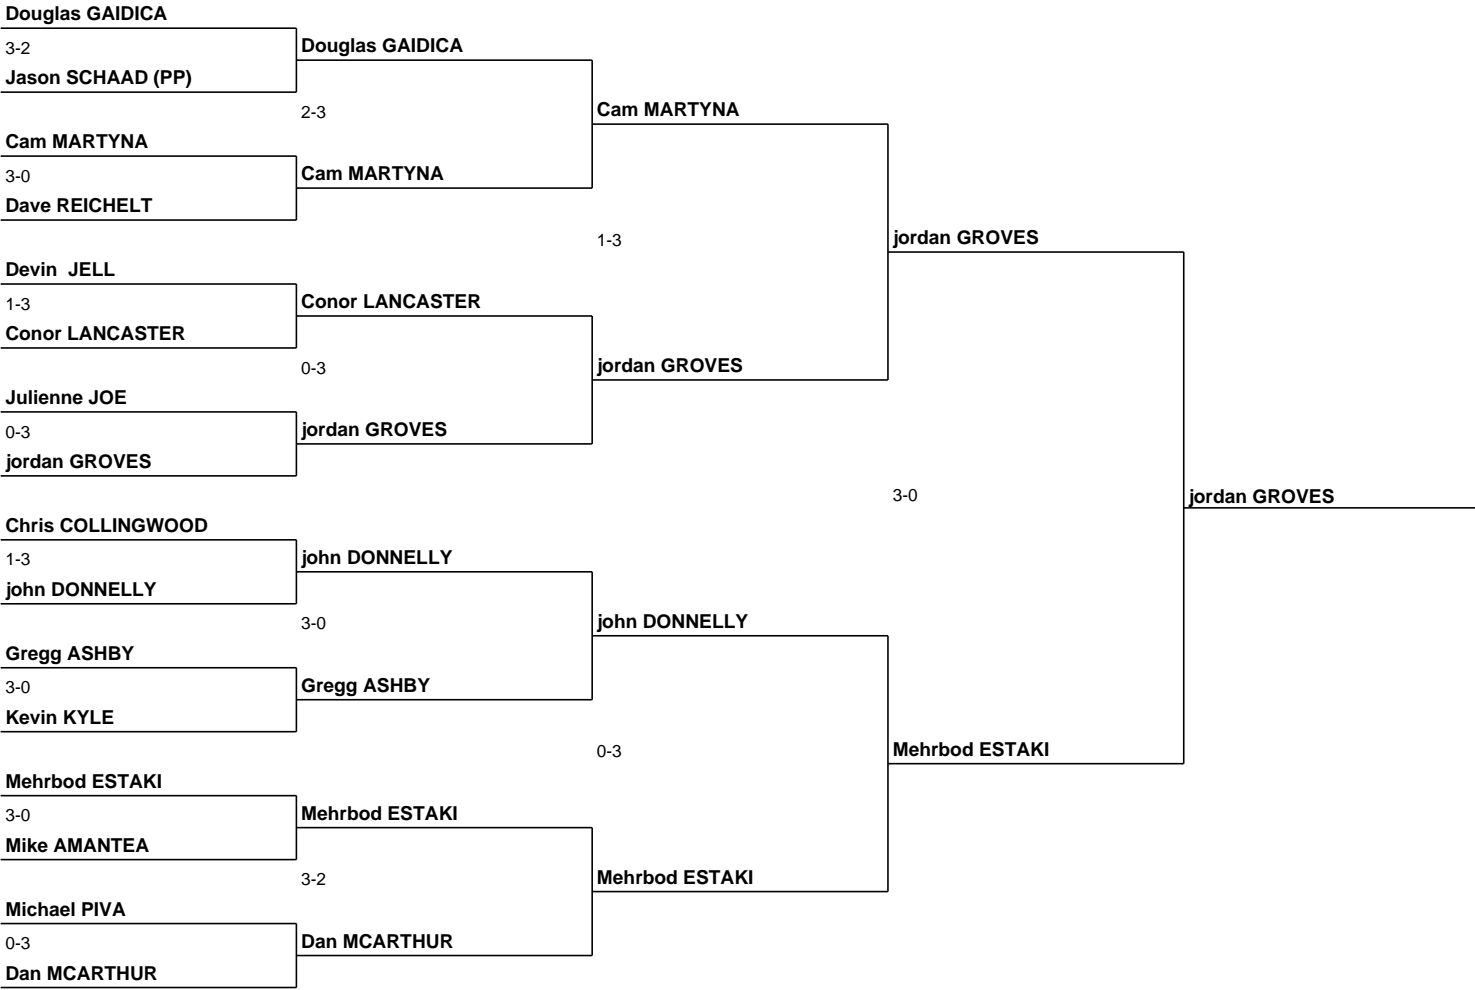 Douglas GAIDICA
3-2
Jason SCHAAD (PP)
Cam MARTYNA
3-0
Dave REICHELT
Devin  JELL
1-3
Conor LANCASTER
Julienne JOE
0-3
jordan GROVES
Chris COLLINGWOOD
1-3
john DONNELLY
Gregg ASHBY
3-0
Kevin KYLE
Mehrbod ESTAKI
3-0
Mike AMANTEA
Michael PIVA
0-3
Dan MCARTHUR
Douglas GAIDICA
2-3
Cam MARTYNA
Conor LANCASTER
0-3
jordan GROVES
john DONNELLY
3-0
Gregg ASHBY
Mehrbod ESTAKI
3-2
Dan MCARTHUR
Cam MARTYNA
1-3
jordan GROVES
john DONNELLY
0-3
Mehrbod ESTAKI
jordan GROVES
3-0
Mehrbod ESTAKI
jordan GROVES